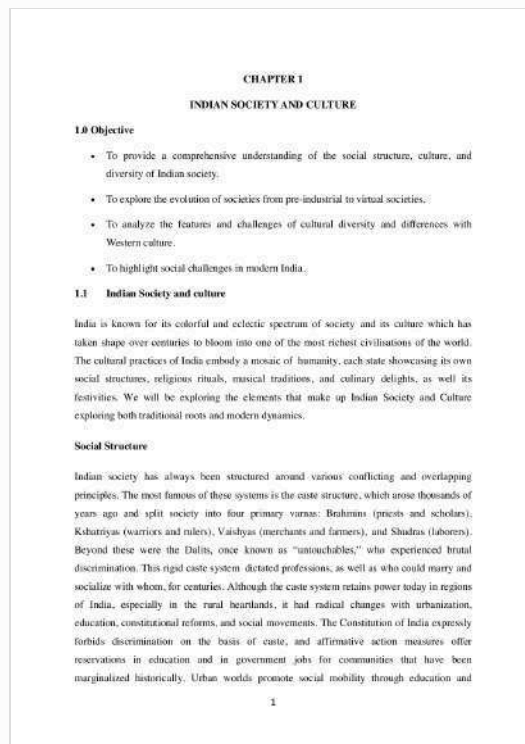 CHAPTER 1
INDIAN SOCIETY AND CULTURE
1.0 Objective
• To provide a comprehensive understanding of the social structure, culture, and
diversity of Indian society.
• To explore the evolution of societies from pre-industrial to virtual societies.
• To analyze the features and challenges of cultural diversity and differences with
Western culture.
• To highlight social challenges in modern India.
1.1 Indian Society and culture
India is known for its colorful and eclectic spectrum of society and its culture which has
taken shape over centuries to bloom into one of the most richest civilisations of the world.
The cultural practices of India embody a mosaic of humanity, each state showcasing its own
social structures, religious rituals, musical traditions, and culinary delights, as well its
festivities. We will be exploring the elements that make up Indian Society and Culture
exploring both traditional roots and modern dynamics.
Social Structure
Indian society has always been structured around various conflicting and overlapping
principles. The most famous of these systems is the caste structure, which arose thousands of
years ago and split society into four primary varnas: Brahmins (priests and scholars),
Kshatriyas (warriors and rulers), Vaishyas (merchants and farmers), and Shudras (laborers).
Beyond these were the Dalits, once known as “untouchables,” who experienced brutal
discrimination. This rigid caste system dictated professions, as well as who could marry and
socialize with whom, for centuries. Although the caste system retains power today in regions
of India, especially in the rural heartlands, it had radical changes with urbanization,
education, constitutional reforms, and social movements. The Constitution of India expressly
forbids discrimination on the basis of caste, and affirmative action measures offer
reservations in education and in government jobs for communities that have been
marginalized historically. Urban worlds promote social mobility through education and
1